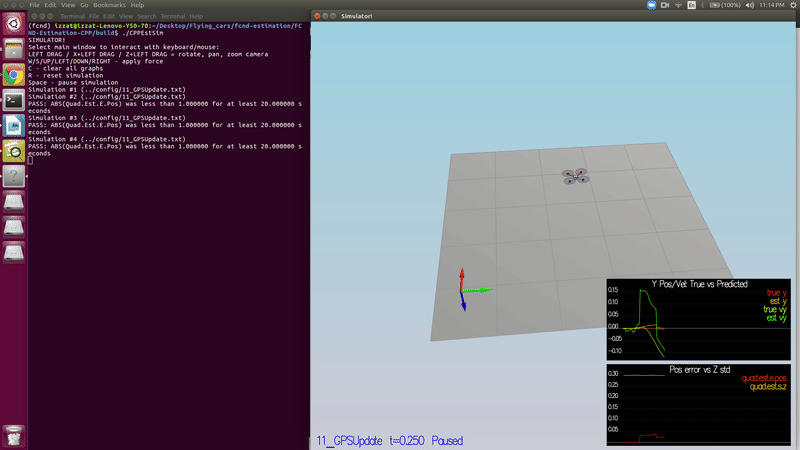 File Edit View Go Bookmarks Help
(100%) 11:14 PM
Terminal File Edit View Search Terminal Help
Simulator!
(fcnd) izzat@izzat-Lenovo-Y50-70:~/Desktop/Flying_cars/fcnd-estimation/FC
ND-Estimation-CPP/build$ ./CPPEstSim
SIMULATOR!
Select main window to interact with keyboard/mouse:
LEFT DRAG / X+LEFT DRAG / Z+LEFT DRAG = rotate, pan, zoom camera
W/S/UP/LEFT/DOWN/RIGHT - apply force
C - clear all graphs
R - reset simulation
Space - pause simulation
Simulation #1 (../config/11_GPSUpdate.txt)
Simulation #2 (../config/11_GPSUpdate.txt)
PASS: ABS(Quad.Est.E.Pos) was less than 1.000000 for at least 20.000000 s
econds
Simulation #3 (../config/11_GPSUpdate.txt)
PASS: ABS(Quad.Est.E.Pos) was less than 1.000000 for at least 20.000000 s
econds
Simulation #4 (../config/11_GPSUpdate.txt)
PASS: ABS(Quad.Est.E.Pos) was less than 1.000000 for at least 20.000000 s
econds
Y Pos/Vel: True vs Predicted
0.15
0.10
0.05
0.00
-0.05
-0.10
true y
est y
true vy
est vy
Pos error vs Z std
0.30
0.25
0.20
0.15
0.10
0.05
quad.est.e.pos
quad.est.s.z
11_GPSUpdate t=0.250 Paused